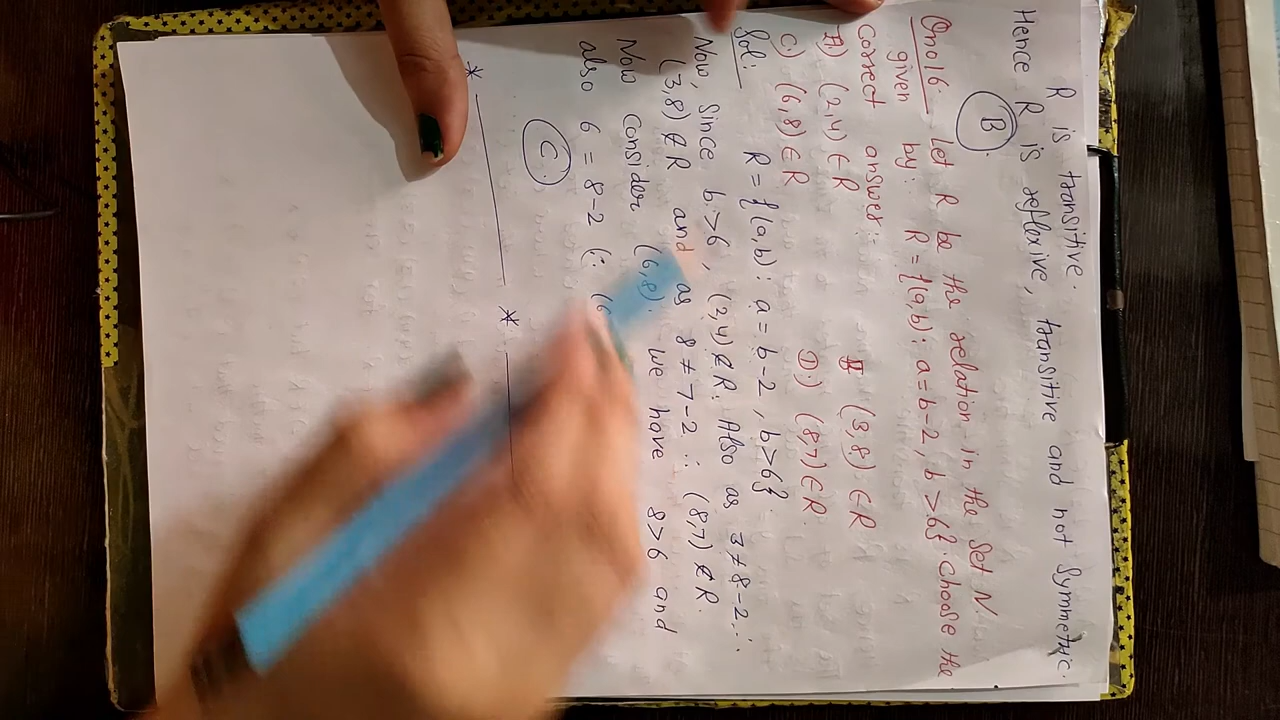 R is transitive.
Hence R is reflexive, transitive and not symmetric.
(B).
Qno16 Let R be the relation in the Set N
given by: R = {(a,b) : a = b-2, b > 6}. choose the
correct answer:-
A) (2,4) ∈ R (3,8) ∈ R
C) (6,8) ∈ R D.) (8,7) ∈ R.
Sol: R = {(a,b) : a = b-2, b>6}.
Now, Since b>6, (2,4) ∉ R. Also as 3 ≠ 8-2 ∴
(3,8) ∉ R and as 8 ≠ 7-2 ∴ (8,7) ∉ R.
Now consider (6,8). we have 8>6 and
also 6 = 8-2 (∵ (6
(C.)
* *